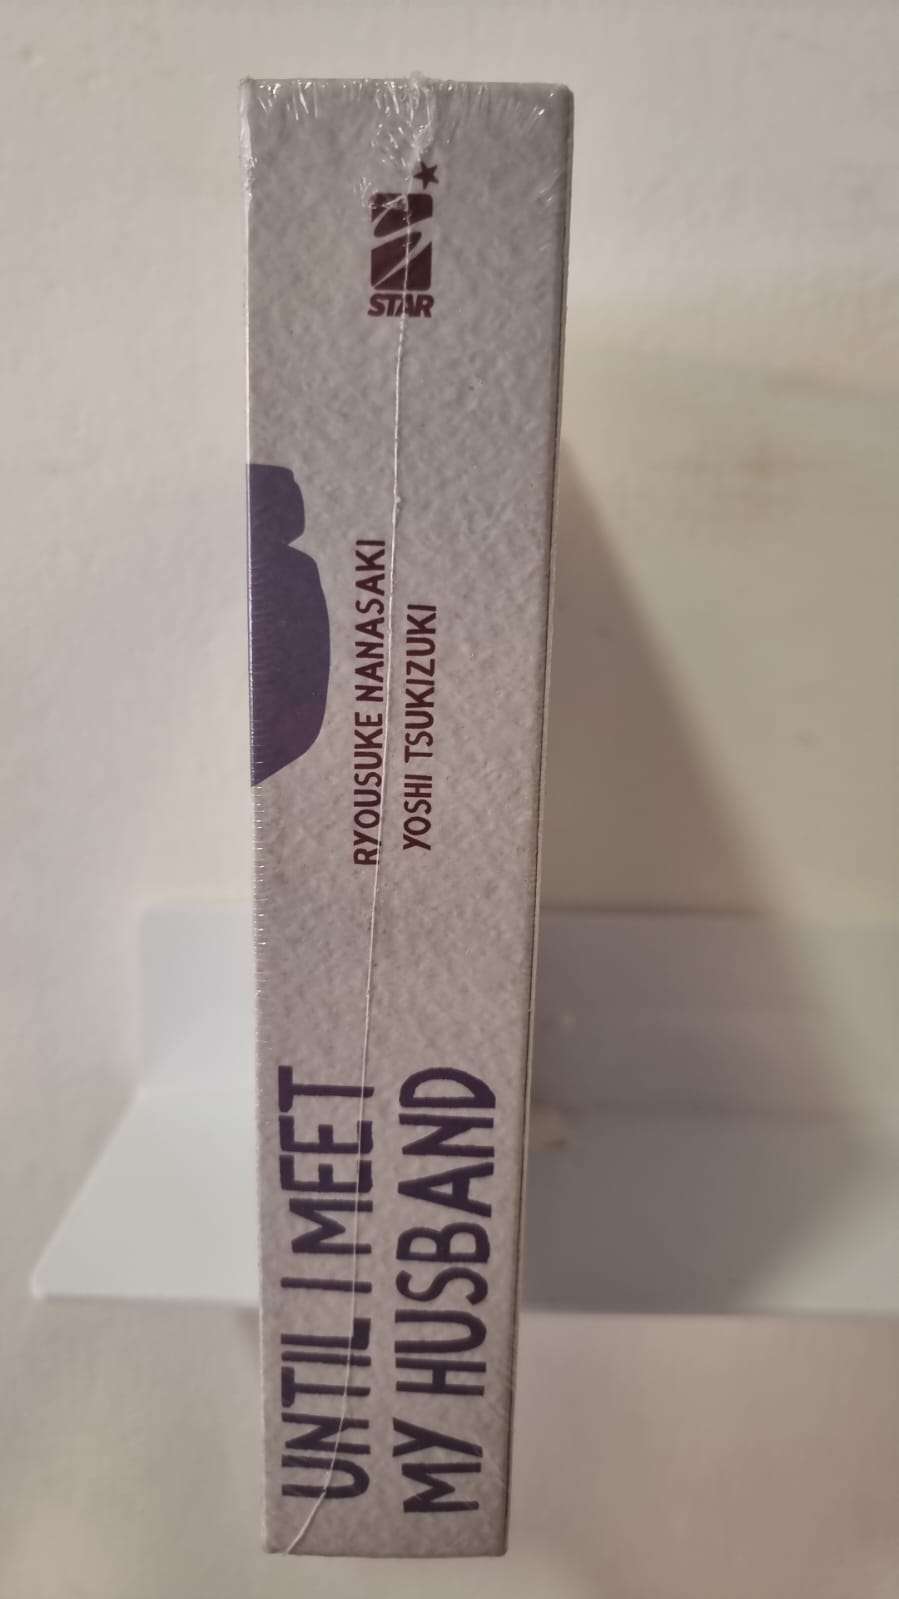 UNTIL I MEET
MY HUSBAND
RYOUSUKE NANASAKI
YOSHI TSUKIZUKI
STAR